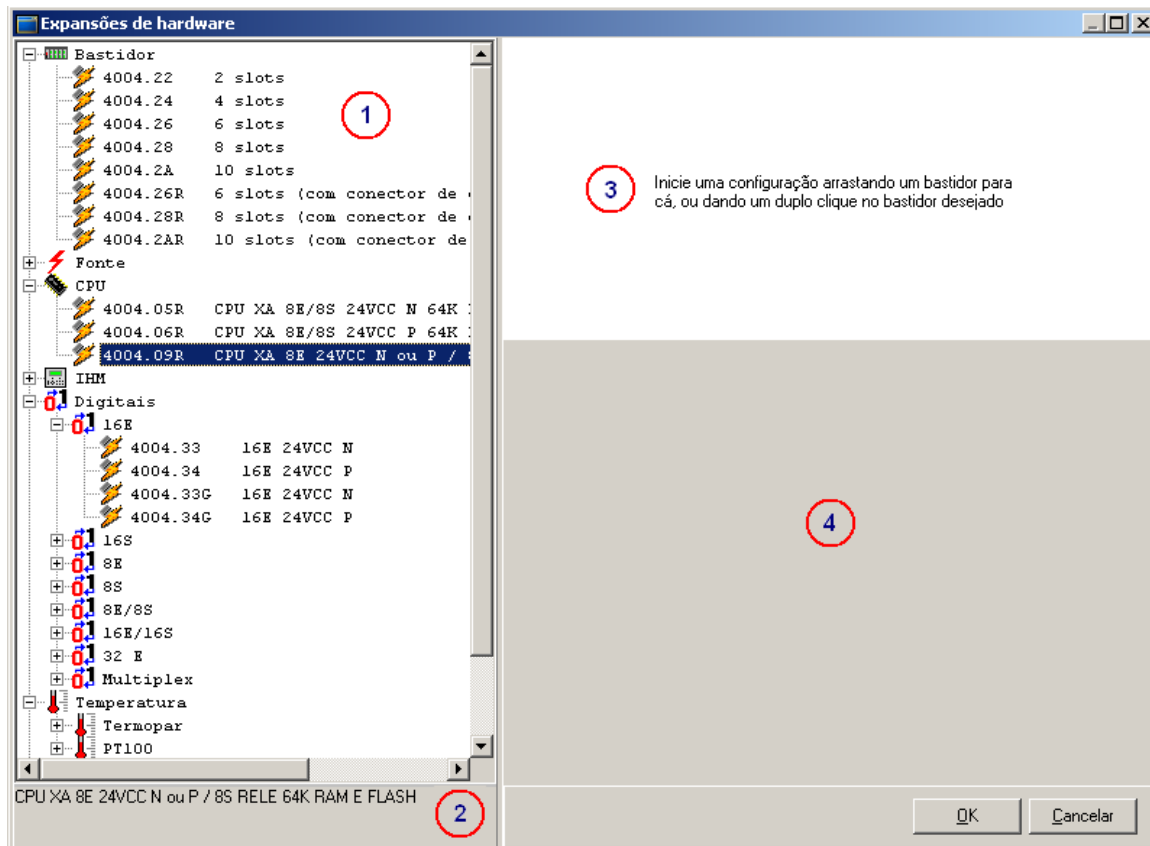 Expansões de hardware
Bastidor
4004.22 2 slots
4004.24 4 slots
4004.26 6 slots
4004.28 8 slots
4004.2A 10 slots
4004.26R 6 slots (com conector de
4004.28R 8 slots (com conector de
4004.2AR 10 slots (com conector de
Fonte
CPU
4004.05R CPU XA 8E/8S 24VCC N 64K
4004.06R CPU XA 8E/8S 24VCC P 64K
4004.09R CPU XA 8E 24VCC N ou P /
IHM
Digitais
16E
4004.33 16E 24VCC N
4004.34 16E 24VCC P
4004.33G 16E 24VCC N
4004.34G 16E 24VCC P
16S
8E
8S
8E/8S
16E/16S
32 E
Multiplex
Temperatura
Termopar
PT100
CPU XA 8E 24VCC N ou P / 8S RELE 64K RAM E FLASH
1
2
3
Inicie uma configuração arrastando um bastidor para
cá, ou dando um duplo clique no bastidor desejado
4
OK
Cancelar